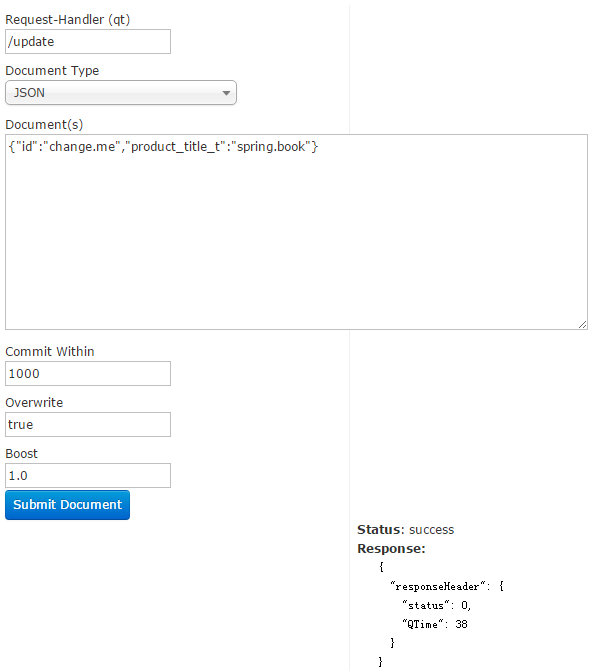 Request-Handler (qt)
/update
Document Type
JSON
Document(s)
{"id":"change.me","product_title_t":"spring.book"}
Commit Within
1000
Overwrite
true
Boost
1.0
Submit Document
Status: success
Response:
{
"responseHeader": {
"status": 0,
"QTime": 38
}
}